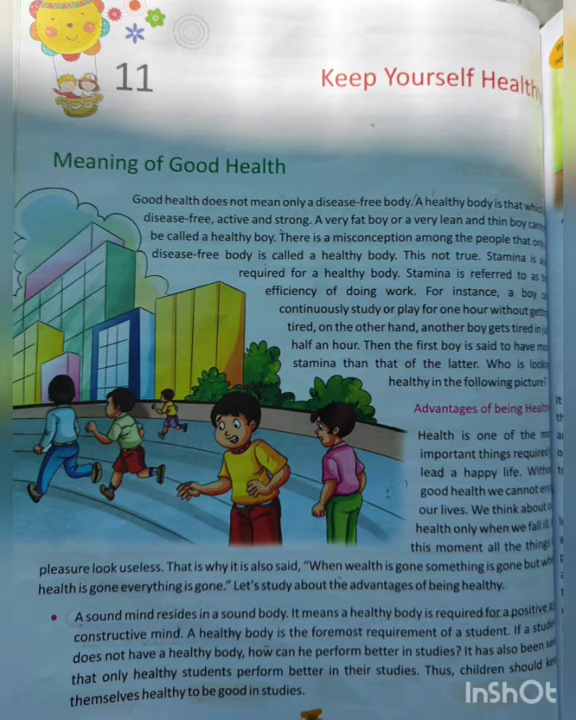 11
Keep Yourself Healthy
Meaning of Good Health
Good health does not mean only a disease-free body. A healthy body is that which
disease-free, active and strong. A very fat boy or a very lean and thin boy
be called a healthy boy. There is a misconception among the people that
disease-free body is called a healthy body. This not true. Stamina is
required for a healthy body. Stamina is referred to as
efficiency of doing work. For instance, a boy
continuously study or play for one hour without
tired, on the other hand, another boy gets tired in
half an hour. Then the first boy is said to have
stamina than that of the latter. Who is
healthy in the following picture?
Advantages of being
Health is one of the
important things required
lead a happy life.
good health we cannot
our lives. We think about
health only when we fall
this moment all the things
pleasure look useless. That is why it is also said, "When wealth is gone something is gone but
health is gone everything is gone." Let's study about the advantages of being healthy.
• A sound mind resides in a sound body. It means a healthy body is required for a positive
constructive mind. A healthy body is the foremost requirement of a student. If a
does not have a healthy body, how can he perform better in studies? It has also been
that only healthy students perform better in their studies. Thus, children should
themselves healthy to be good in studies.
InShOt